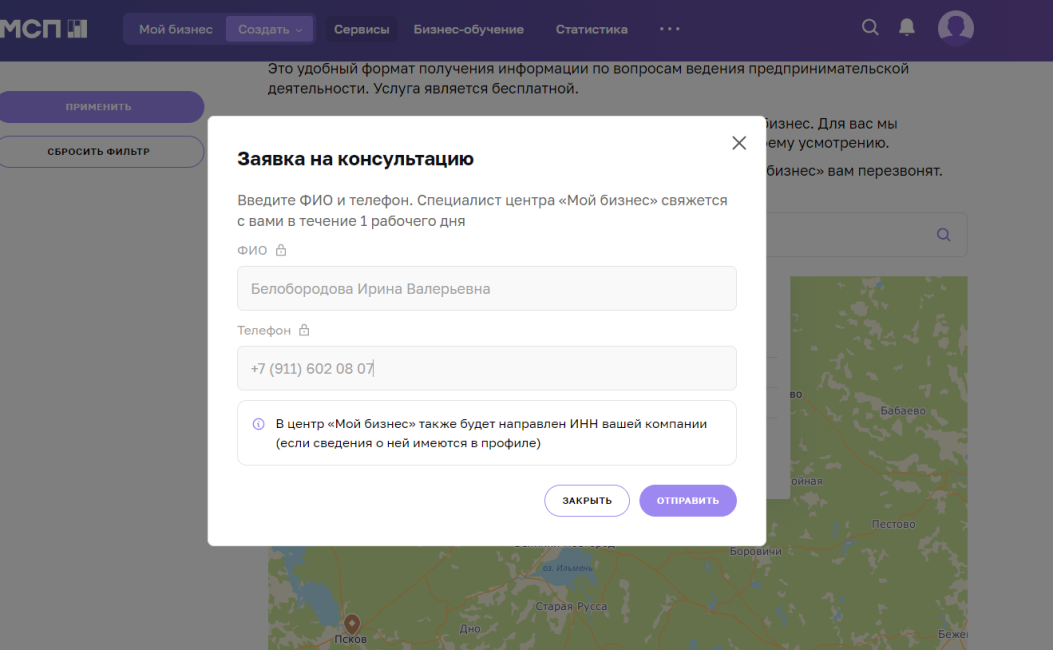 МСП
Мой бизнес
Создать
Сервисы
Бизнес-обучение
Статистика
Это удобный формат получения информации по вопросам ведения предпринимательской
деятельности. Услуга является бесплатной.
ПРИМЕНИТЬ
СБРОСИТЬ ФИЛЬТР
бизнес. Для вас мы
ему усмотрению.
бизнес» вам перезвонят.
Заявка на консультацию
Введите ФИО и телефон. Специалист центра «Мой бизнес» свяжется
с вами в течение 1 рабочего дня
ФИО
Белобородова Ирина Валерьевна
Телефон
+7 (911) 602 08 07
В центр «Мой бизнес» также будет направлен ИНН вашей компании
(если сведения о ней имеются в профиле)
ЗАКРЫТЬ
ОТПРАВИТЬ
во
Бабаево
ойная
Пестово
Боровичи
оз. Ильмень
Старая Русса
Дно
Псков
Беже